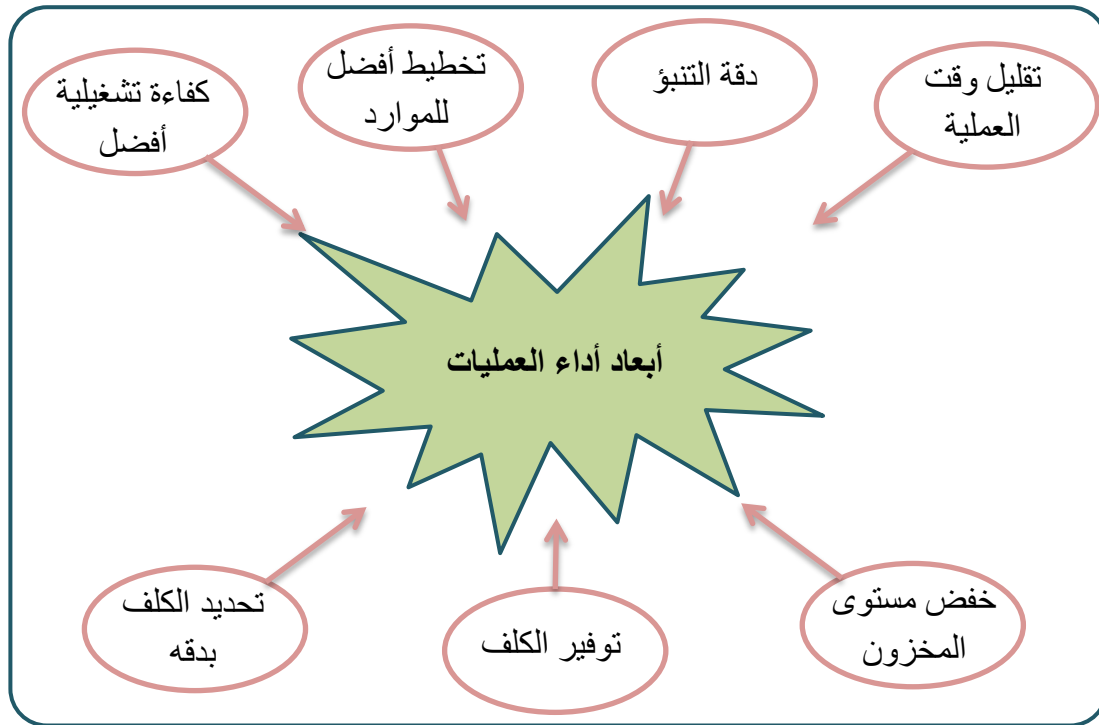 تقليل وقت
العملية
دقة التنبؤ
تخطيط أفضل
للموارد
كفاءة تشغيلية
أفضل
أبعاد أداء العمليات
خفض مستوى
المخزون
توفير الكلف
تحديد الكلف
بدقه